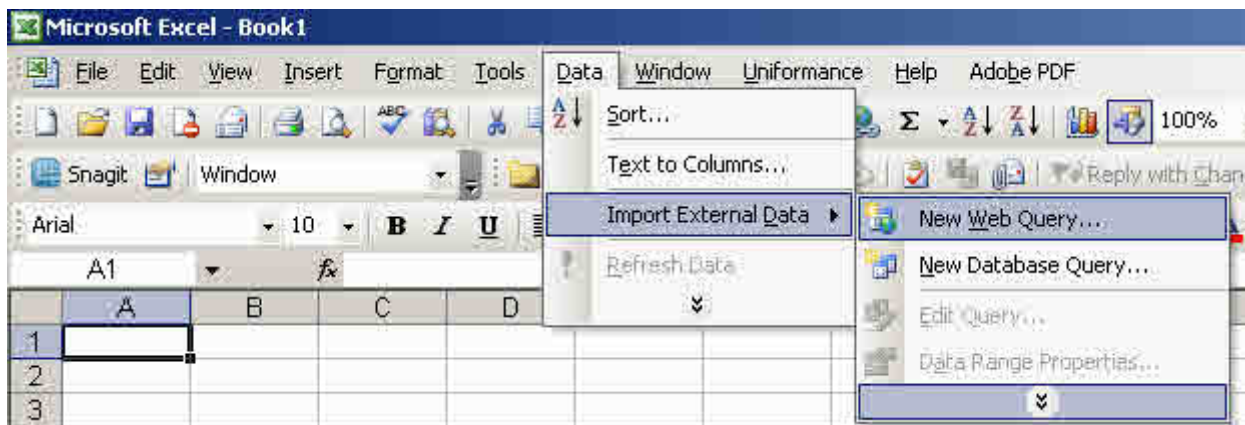 Microsoft Excel - Book1
File Edit View Insert Format Tools Data Window Uniformance Help Adobe PDF
Sort... 100%
Text to Columns...
Snagit Window Reply with Chan
Import External Data New Web Query...
Arial 10 B I U
A1 fx Refresh Data New Database Query...
A B C D
Edit Query...
1
Data Range Properties...
2
3